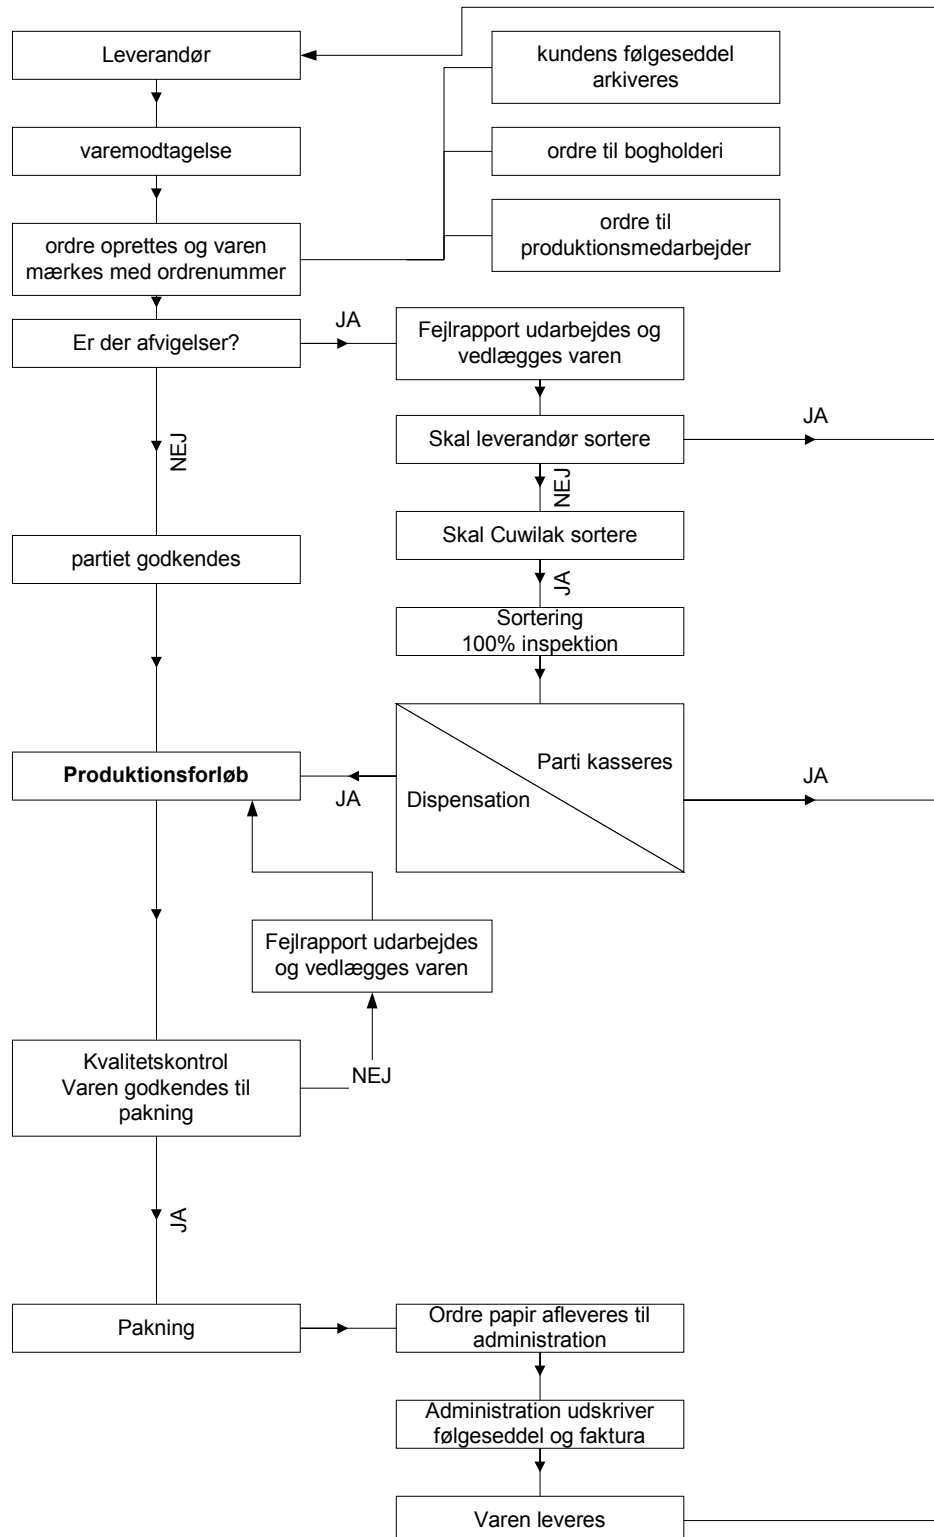 Leverandør
kundens følgeseddel
arkiveres
varemodtagelse
ordre til bogholderi
ordre oprettes og varen
mærkes med ordrenummer
ordre til
produktionsmedarbejder
Er der afvigelser?
JA
Fejlrapport udarbejdes og
vedlægges varen
NEJ
Skal leverandør sortere
JA
NEJ
Skal Cuwilak sortere
partiet godkendes
JA
Sortering
100% inspektion
Produktionsforløb
JA
Dispensation
Parti kasseres
JA
Fejlrapport udarbejdes
og vedlægges varen
Kvalitetskontrol
Varen godkendes til
pakning
NEJ
JA
Pakning
Ordre papir afleveres til
administration
Administration udskriver
følgeseddel og faktura
Varen leveres